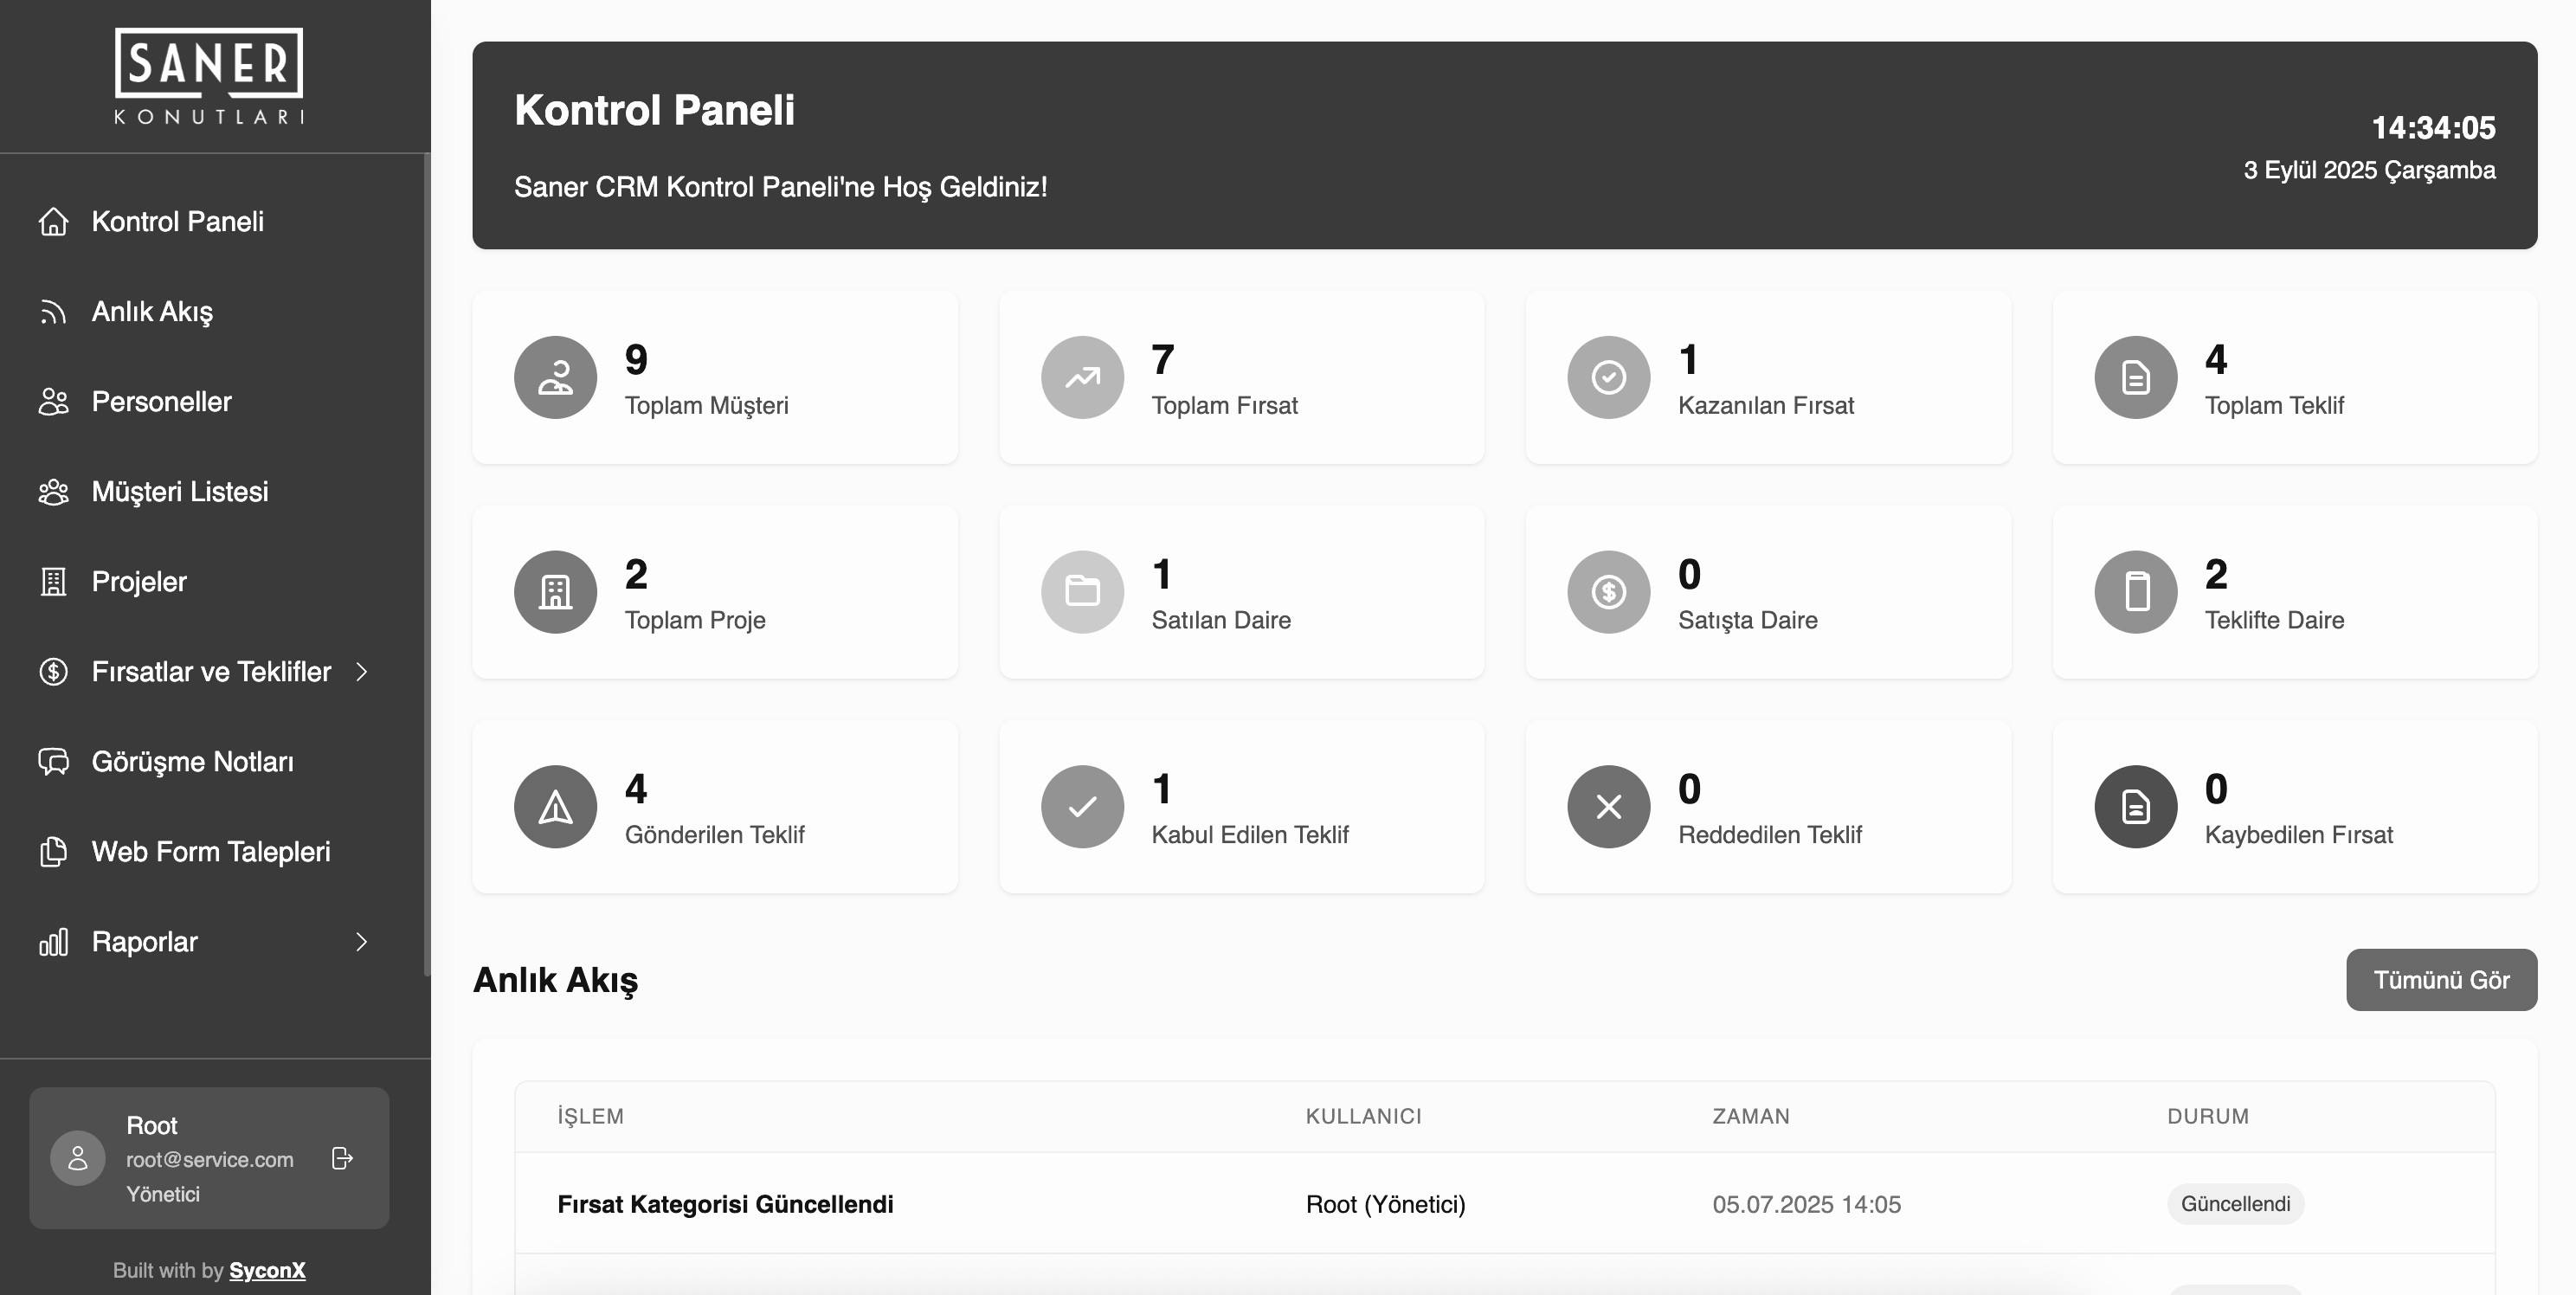 SANER
KONUTLARI
Kontrol Paneli
Anlık Akış
Personeller
Müşteri Listesi
Projeler
Fırsatlar ve Teklifler
Görüşme Notları
Web Form Talepleri
Raporlar
Root
root@service.com
Yönetici
Built with by SyconX
Kontrol Paneli
Saner CRM Kontrol Paneli'ne Hoş Geldiniz!
14:34:05
3 Eylül 2025 Çarşamba
9
Toplam Müşteri
7
Toplam Fırsat
1
Kazanılan Fırsat
4
Toplam Teklif
2
Toplam Proje
1
Satılan Daire
0
Satışta Daire
2
Teklifte Daire
4
Gönderilen Teklif
1
Kabul Edilen Teklif
0
Reddedilen Teklif
0
Kaybedilen Fırsat
Anlık Akış
Tümünü Gör
İŞLEM KULLANICI ZAMAN DURUM
Fırsat Kategorisi Güncellendi Root (Yönetici) 05.07.2025 14:05 Güncellendi